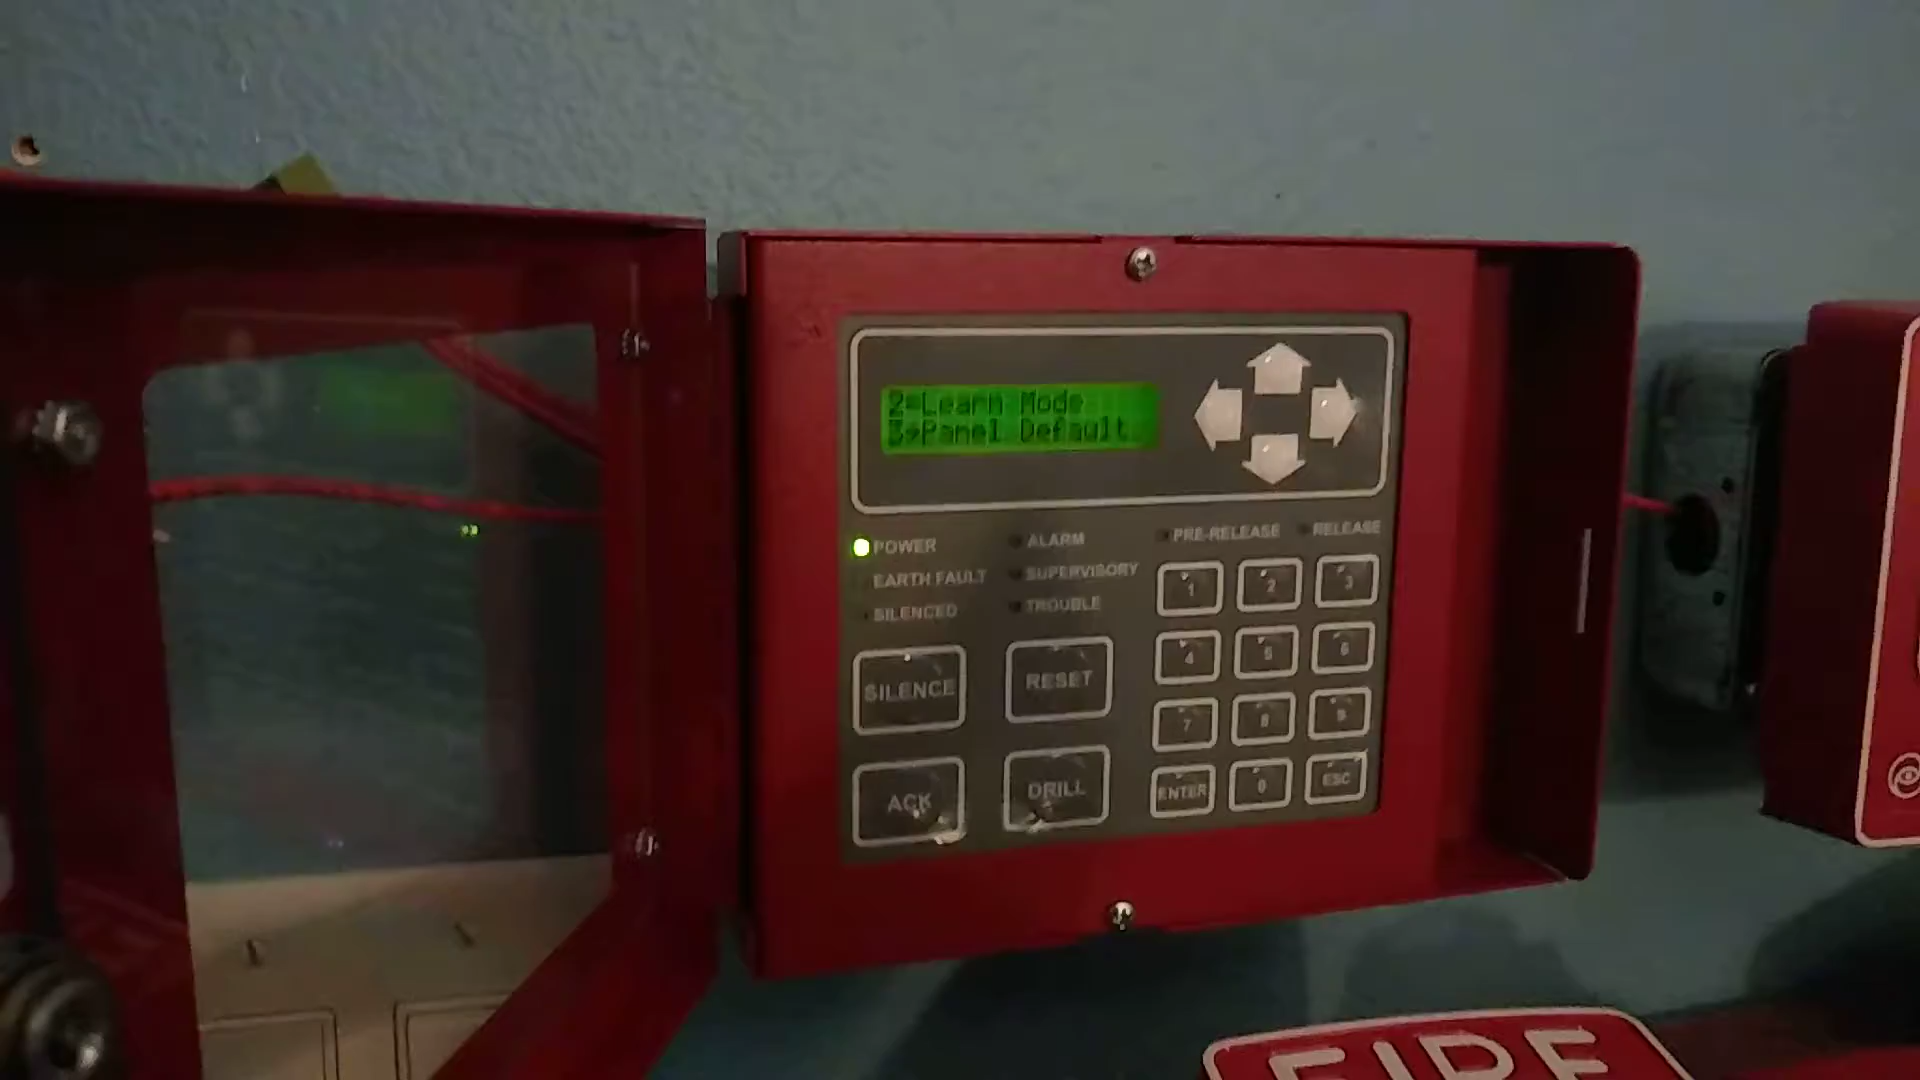 2=Learn Mode
3→Panel Default
POWER
ALARM
PRE-RELEASE
RELEASE
EARTH FAULT
SUPERVISORY
SILENCED
TROUBLE
1
2
3
4
5
6
7
8
9
SILENCE
RESET
ACK
DRILL
ENTER
0
ESC
FIRE